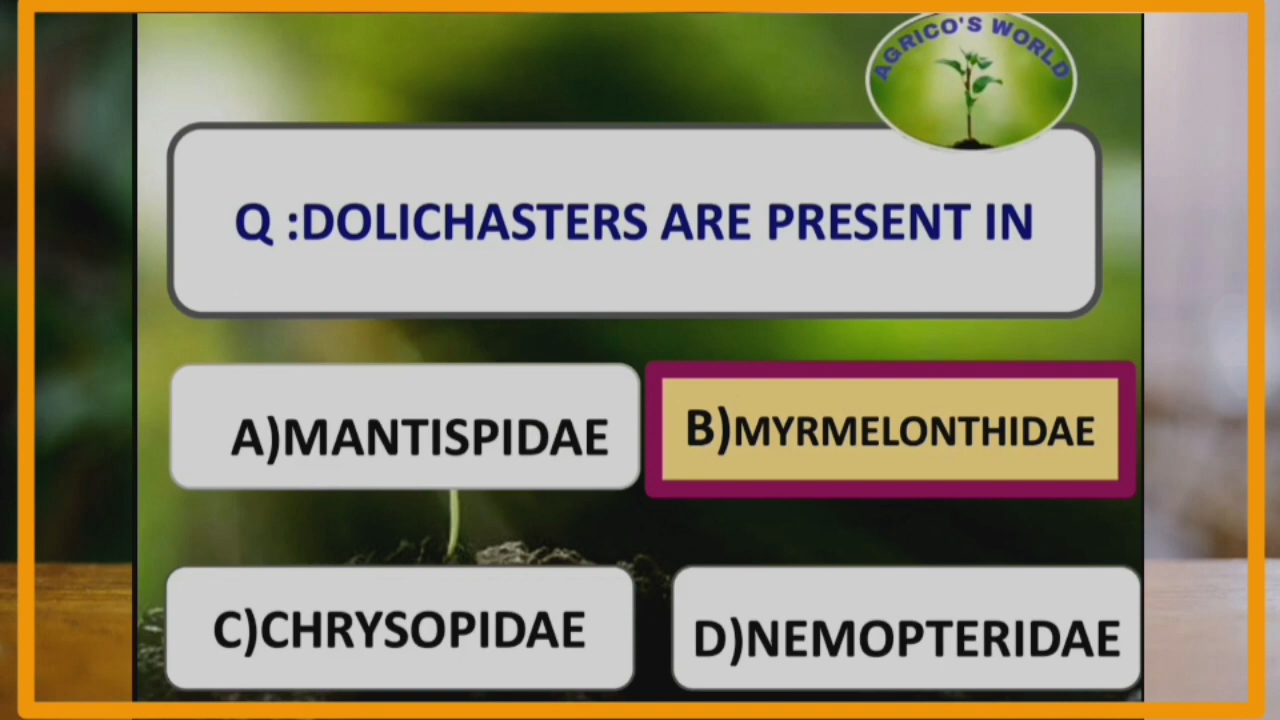 AGRICO'S WORLD
Q :DOLICHASTERS ARE PRESENT IN
A)MANTISPIDAE
B)MYRMELONTHIDAE
C)CHRYSOPIDAE
D)NEMOPTERIDAE